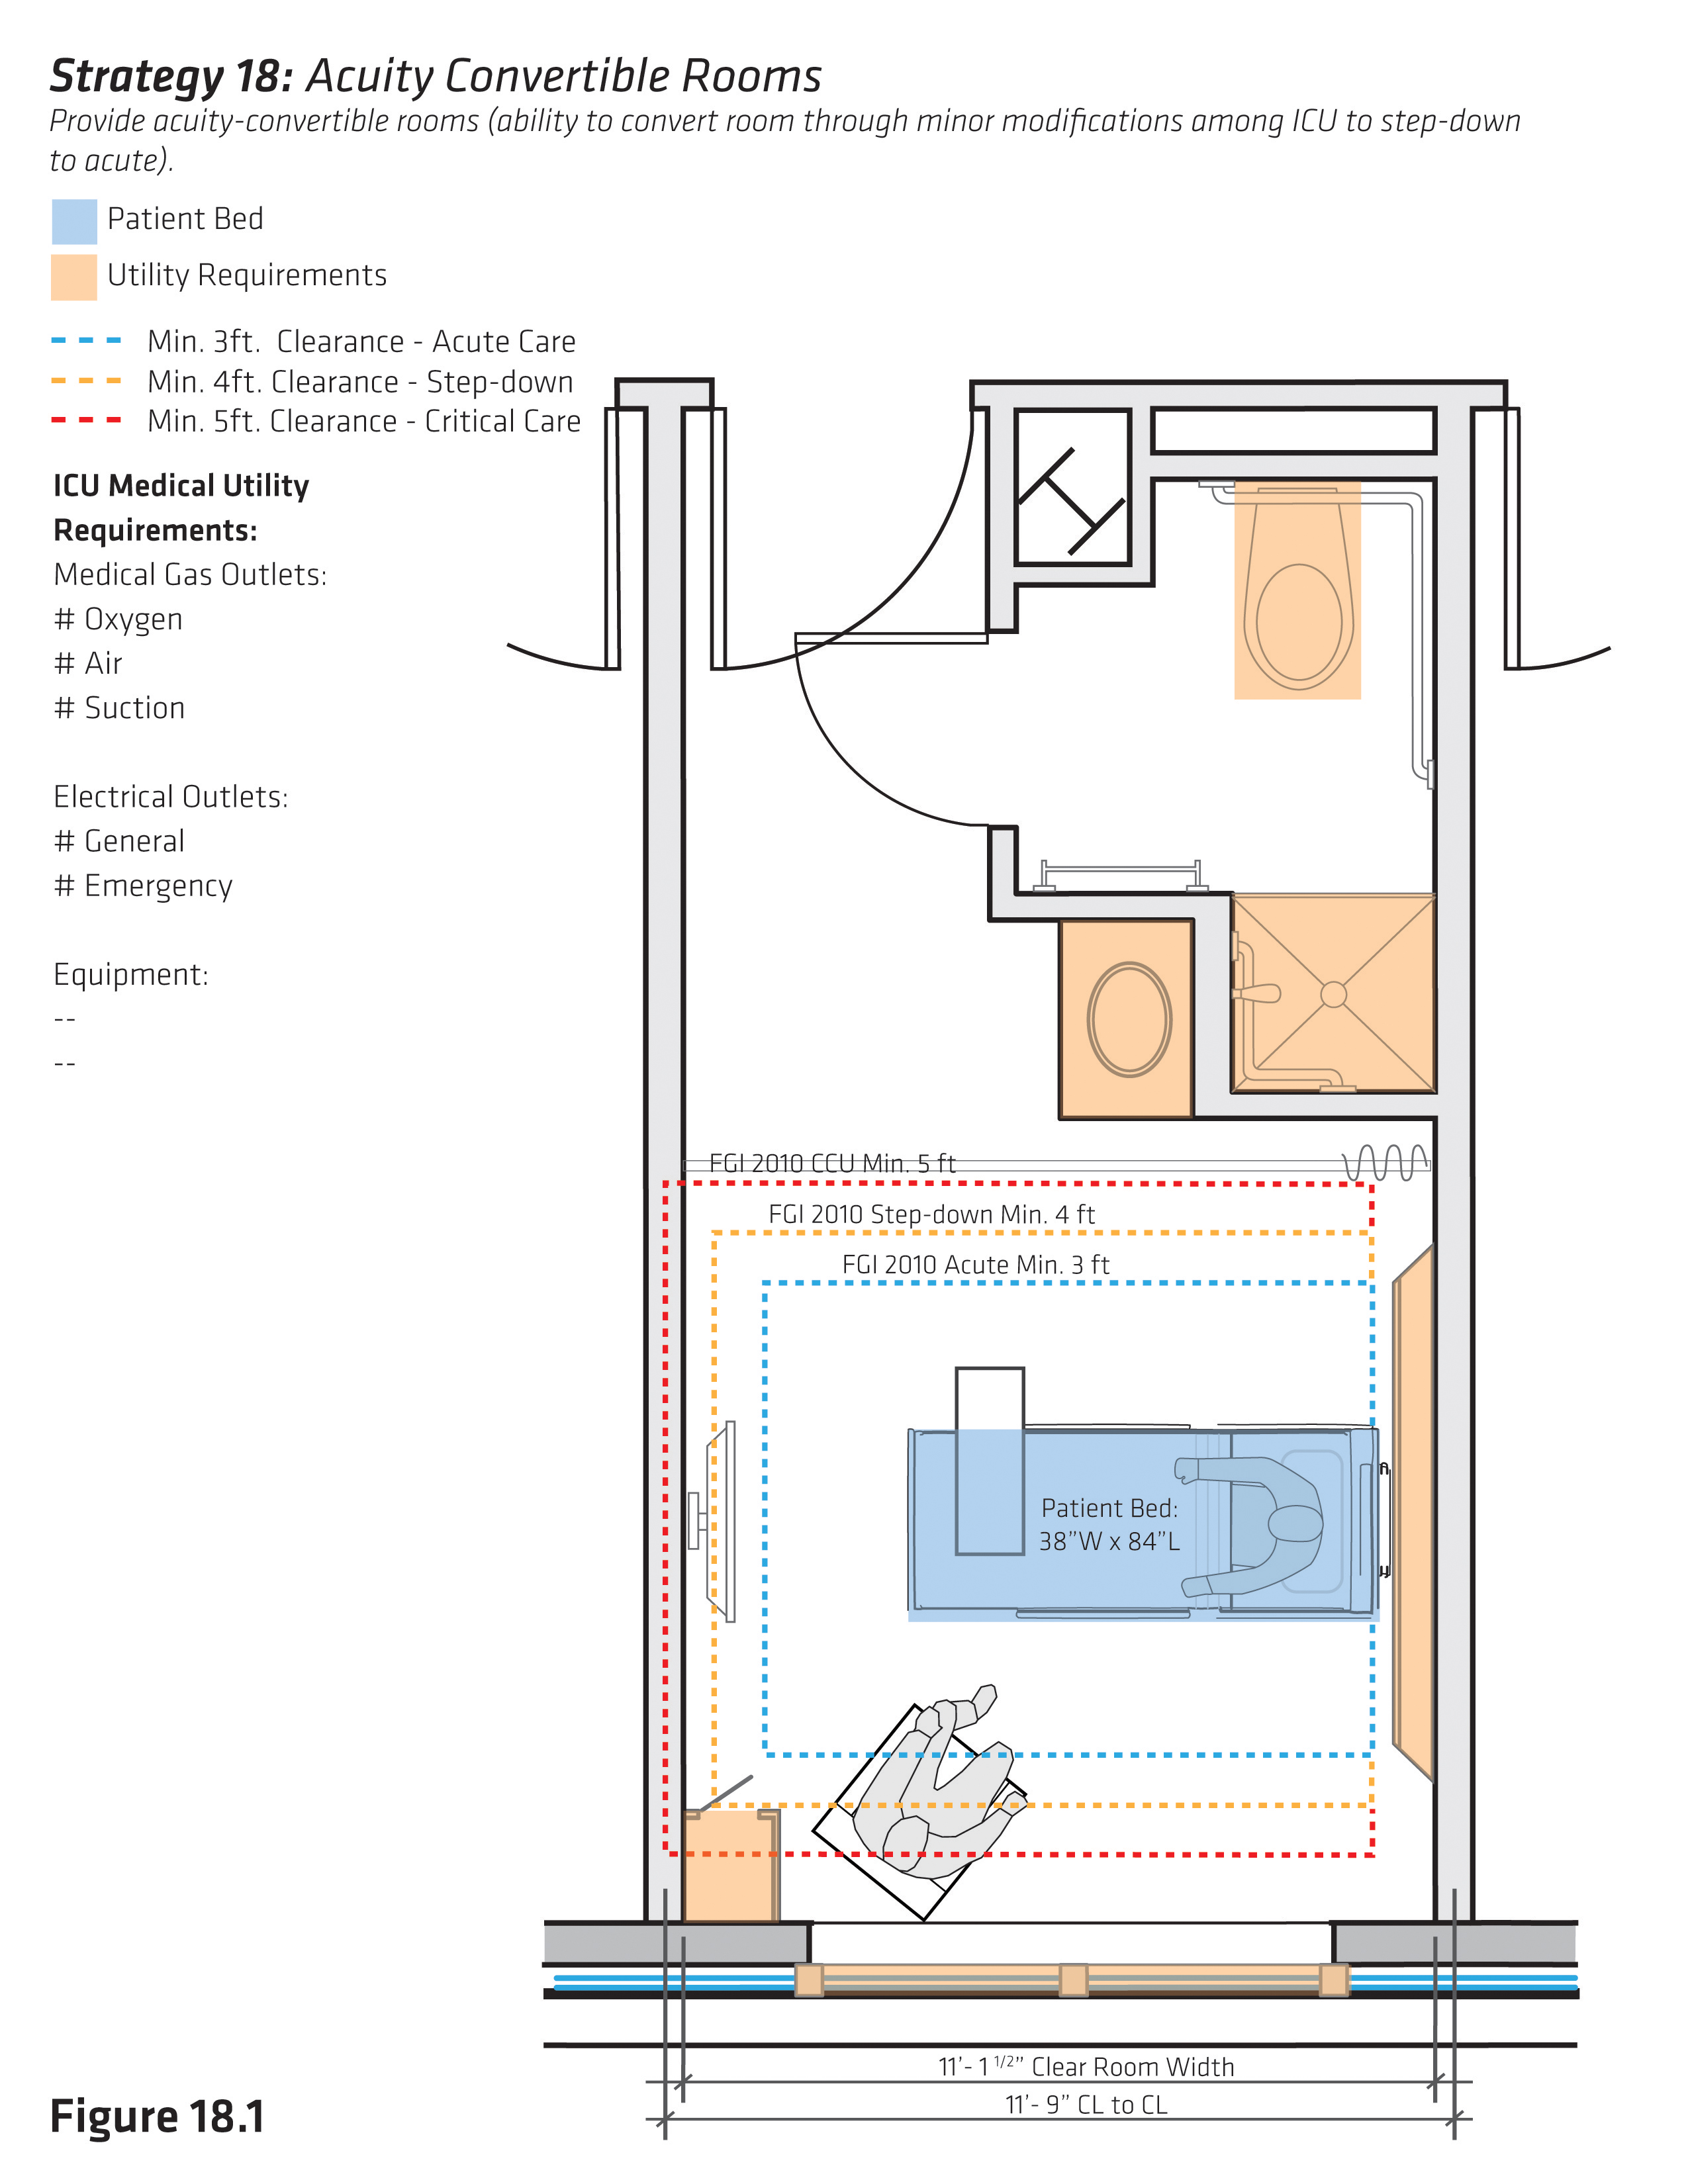 Strategy 18: Acuity Convertible Rooms
Provide acuity-convertible rooms (ability to convert room through minor modifications among ICU to step-down
to acute).
Patient Bed
Utility Requirements
Min. 3ft.  Clearance - Acute Care
Min. 4ft. Clearance - Step-down
Min. 5ft. Clearance - Critical Care
ICU Medical Utility
Requirements:
Medical Gas Outlets:
# Oxygen
# Air
# Suction
Electrical Outlets:
# General
# Emergency
Equipment:
--
--
FGI 2010 CCU Min. 5 ft
FGI 2010 Step-down Min. 4 ft
FGI 2010 Acute Min. 3 ft
Patient Bed:
38”W x 84”L
11’- 1 1/2” Clear Room Width
11’- 9” CL to CL
Figure 18.1